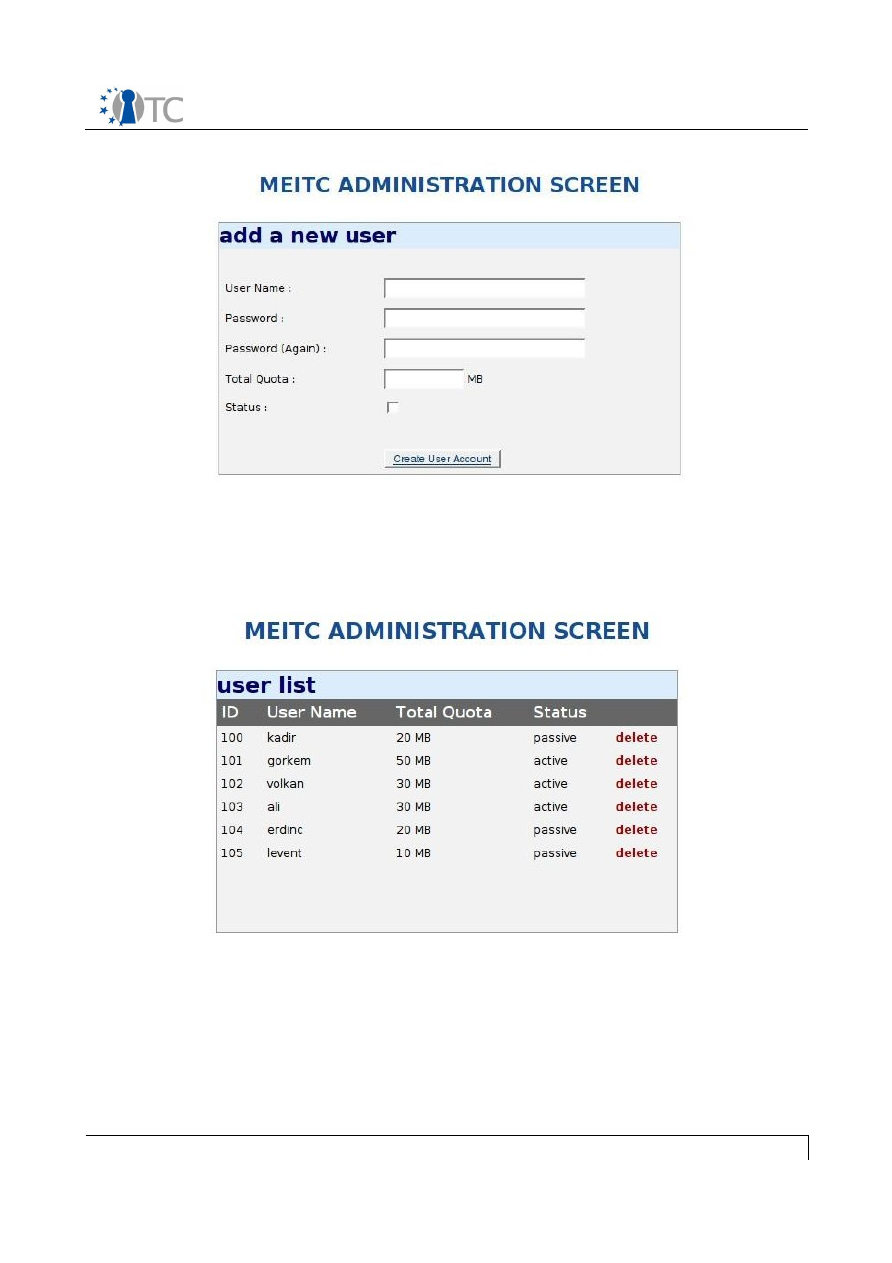 TC
MEITC ADMINISTRATION SCREEN
add a new user
User Name :
Password :
Password (Again) :
Total Quota : MB
Status :
Create User Account
MEITC ADMINISTRATION SCREEN
user list
ID User Name Total Quota Status
100 kadir 20 MB passive delete
101 gorkem 50 MB active delete
102 volkan 30 MB active delete
103 ali 30 MB active delete
104 erdinc 20 MB passive delete
105 levent 10 MB passive delete